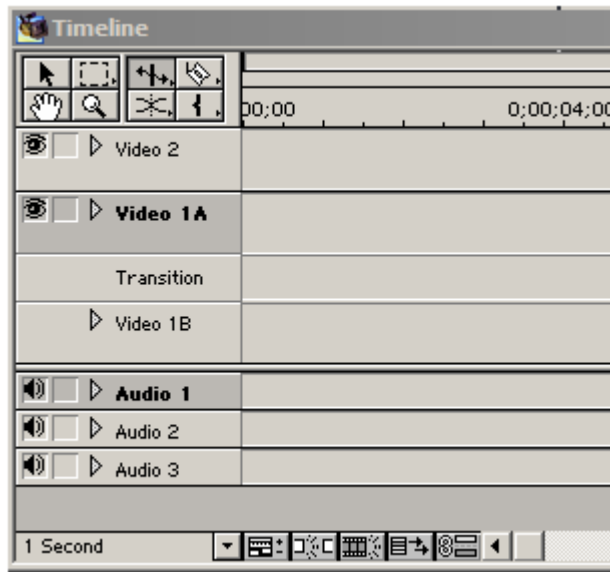 Timeline
00;00 0;00;04;00
Video 2
Video 1A
Transition
Video 1B
Audio 1
Audio 2
Audio 3
1 Second